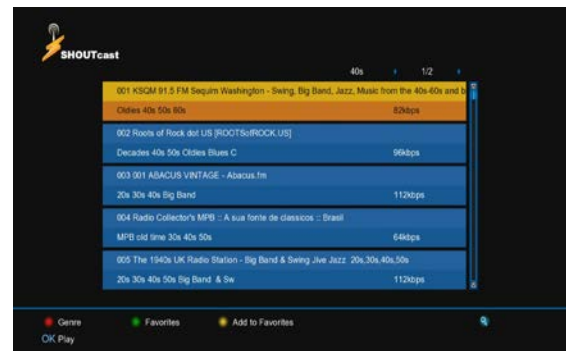 SHOUTcast
40s 1/2
001 KSQM 91.5 FM Sequim Washington - Swing, Big Band, Jazz, Music from the 40s-60s and b
Oldies 40s 50s 60s 82kbps
002 Roots of Rock dot US [ROOTSofROCK.US]
Decades 40s 50s Oldies Blues C 96kbps
003 001 ABACUS VINTAGE - Abacus.fm
20s 30s 40s Big Band 112kbps
004 Radio Collector's MPB :: A sua fonte de classicos :: Brasil
MPB old time 30s 40s 50s 64kbps
005 The 1940s UK Radio Station - Big Band & Swing Jive Jazz 20s,30s,40s,50s
20s 30s 40s 50s Big Band & Sw 112kbps
Genre Favorites Add to Favorites
OK Play